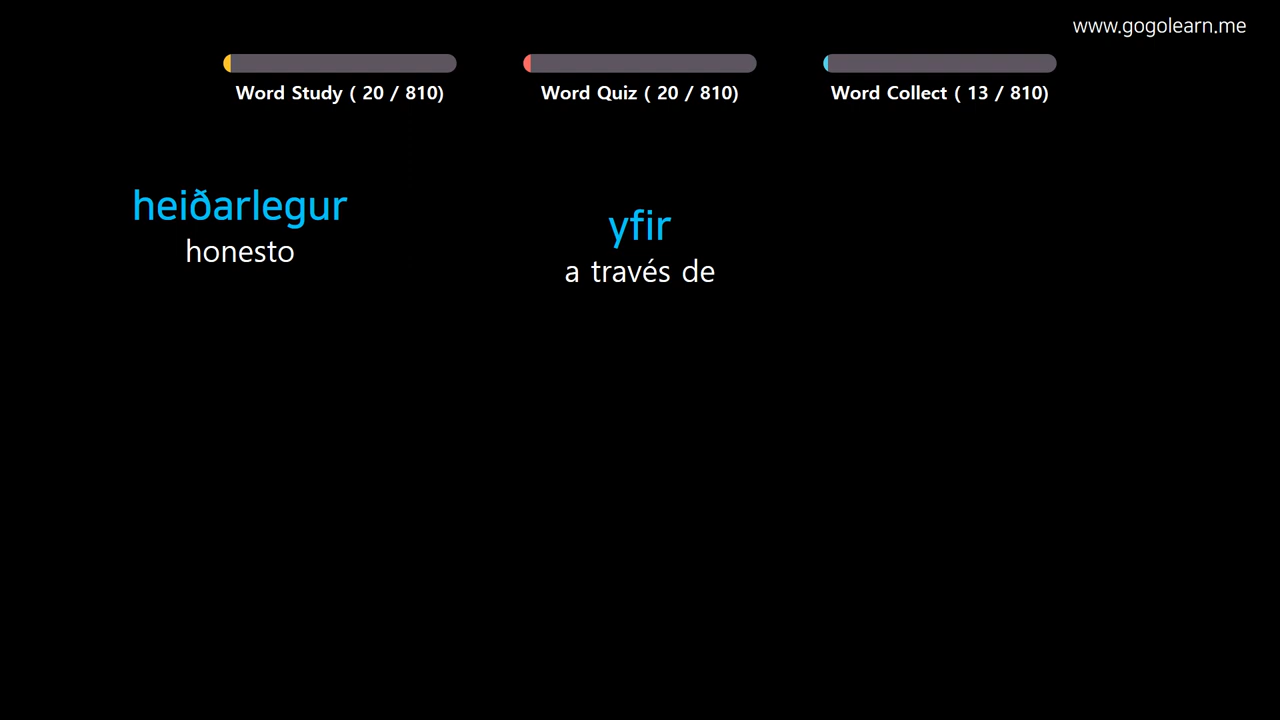 www.gogolearn.me
Word Study ( 20 / 810)
Word Quiz ( 20 / 810)
Word Collect ( 13 / 810)
heiðarlegur
honesto
yfir
a través de